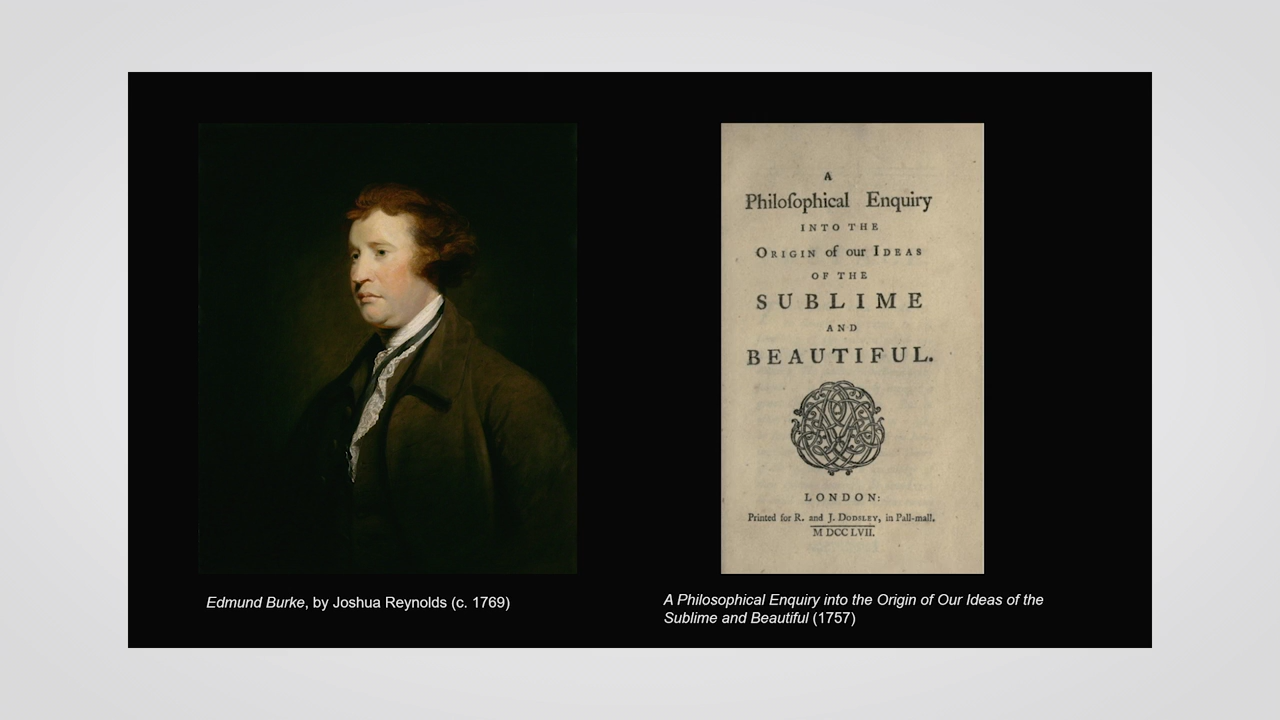 A
Philoſophical Enquiry
INTO THE
ORIGIN of our IDEAS
OF THE
SUBLIME
AND
BEAUTIFUL.
LONDON:
Printed for R. and J. DODSLEY, in Pall-mall.
M DCC LVII.
Edmund Burke, by Joshua Reynolds (c. 1769)
A Philosophical Enquiry into the Origin of Our Ideas of the
Sublime and Beautiful (1757)